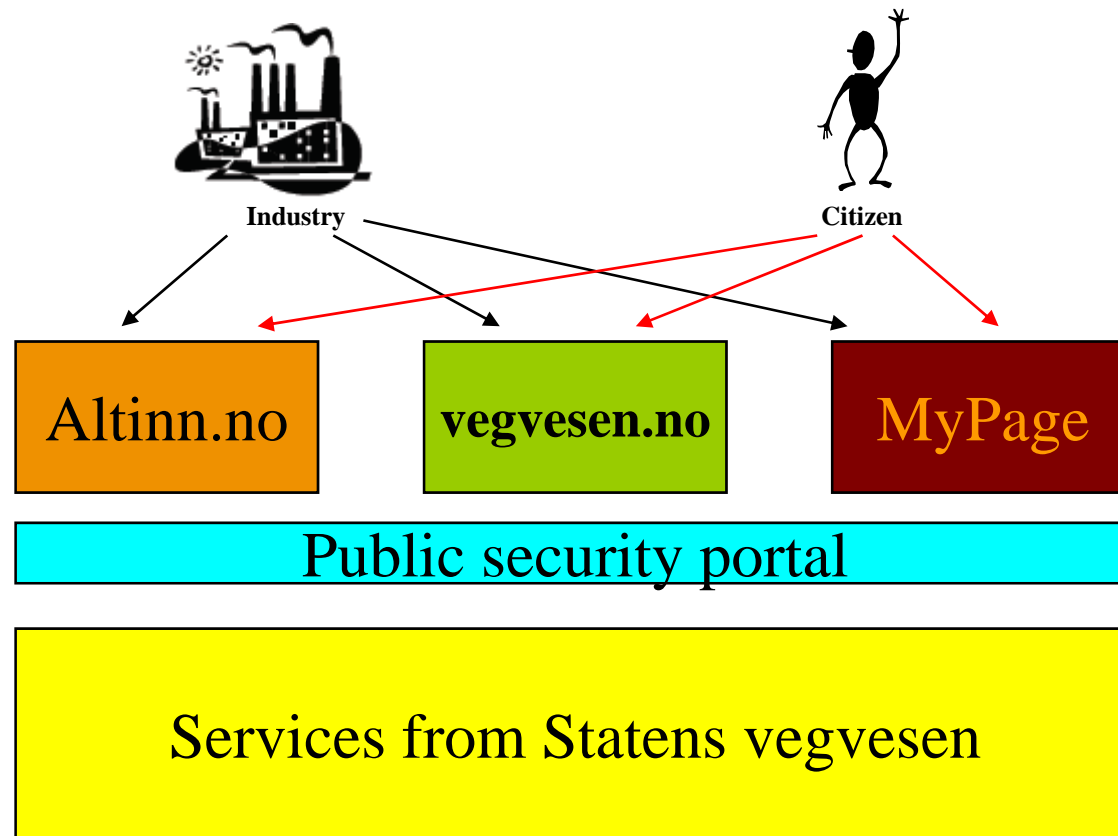 Industry
Citizen
Altinn.no
vegvesen.no
MyPage
Public security portal
Services from Statens vegvesen